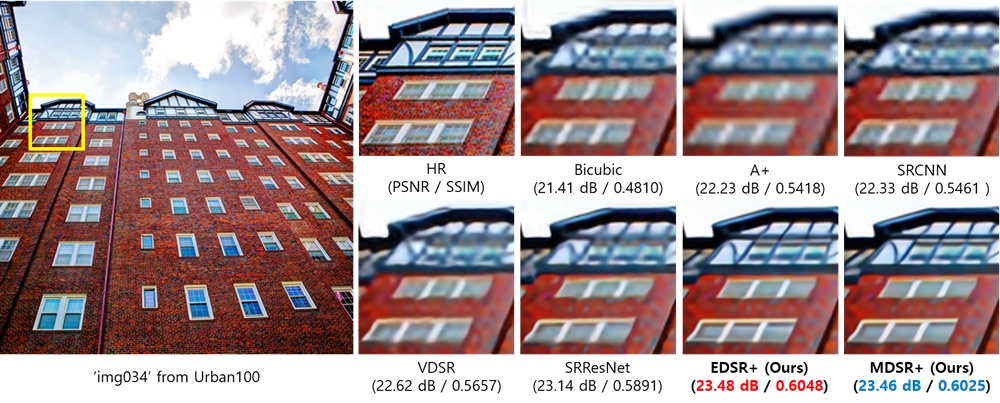 HR
(PSNR / SSIM)
Bicubic
(21.41 dB / 0.4810)
A+
(22.23 dB / 0.5418)
SRCNN
(22.33 dB / 0.5461 )
VDSR
(22.62 dB / 0.5657)
SRResNet
(23.14 dB / 0.5891)
EDSR+ (Ours)
(23.48 dB / 0.6048)
MDSR+ (Ours)
(23.46 dB / 0.6025)
'img034' from Urban100